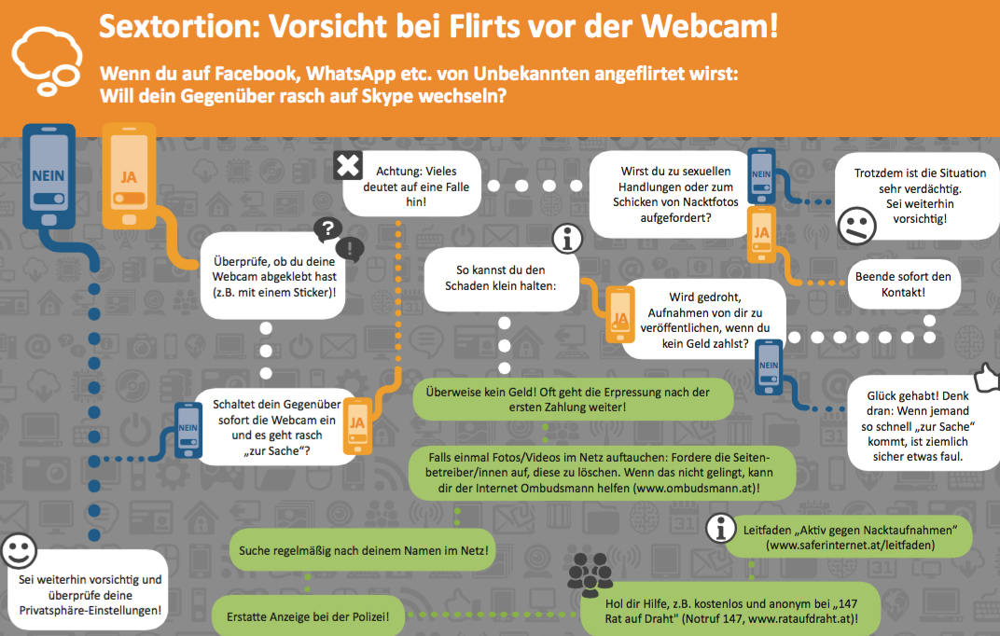 Sextortion: Vorsicht bei Flirts vor der Webcam!
Wenn du auf Facebook, WhatsApp etc. von Unbekannten angeflirtet wirst:
Will dein Gegenüber rasch auf Skype wechseln?
NEIN
JA
Überprüfe, ob du deine
Webcam abgeklebt hast
(z.B. mit einem Sticker)!
Schaltet dein Gegenüber
sofort die Webcam ein
und es geht rasch
„zur Sache“?
NEIN
JA
Sei weiterhin vorsichtig und
überprüfe deine
Privatsphäre-Einstellungen!
Achtung: Vieles
deutet auf eine Falle
hin!
Wirst du zu sexuellen
Handlungen oder zum
Schicken von Nacktfotos
aufgefordert?
NEIN
JA
Trotzdem ist die Situation
sehr verdächtig.
Sei weiterhin
vorsichtig!
Beende sofort den
Kontakt!
Wird gedroht,
Aufnahmen von dir zu
veröffentlichen, wenn du
kein Geld zahlst?
JA
NEIN
Glück gehabt! Denk
dran: Wenn jemand
so schnell „zur Sache“
kommt, ist ziemlich
sicher etwas faul.
So kannst du den
Schaden klein halten:
Überweise kein Geld! Oft geht die Erpressung nach der
ersten Zahlung weiter!
Falls einmal Fotos/Videos im Netz auftauchen: Fordere die Seiten-
betreiber/innen auf, diese zu löschen. Wenn das nicht gelingt, kann
dir der Internet Ombudsmann helfen (www.ombudsmann.at)!
Suche regelmäßig nach deinem Namen im Netz!
Erstatte Anzeige bei der Polizei!
Hol dir Hilfe, z.B. kostenlos und anonym bei „147
Rat auf Draht" (Notruf 147, www.rataufdraht.at)!
Leitfaden „Aktiv gegen Nacktaufnahmen”
(www.saferinternet.at/leitfaden)